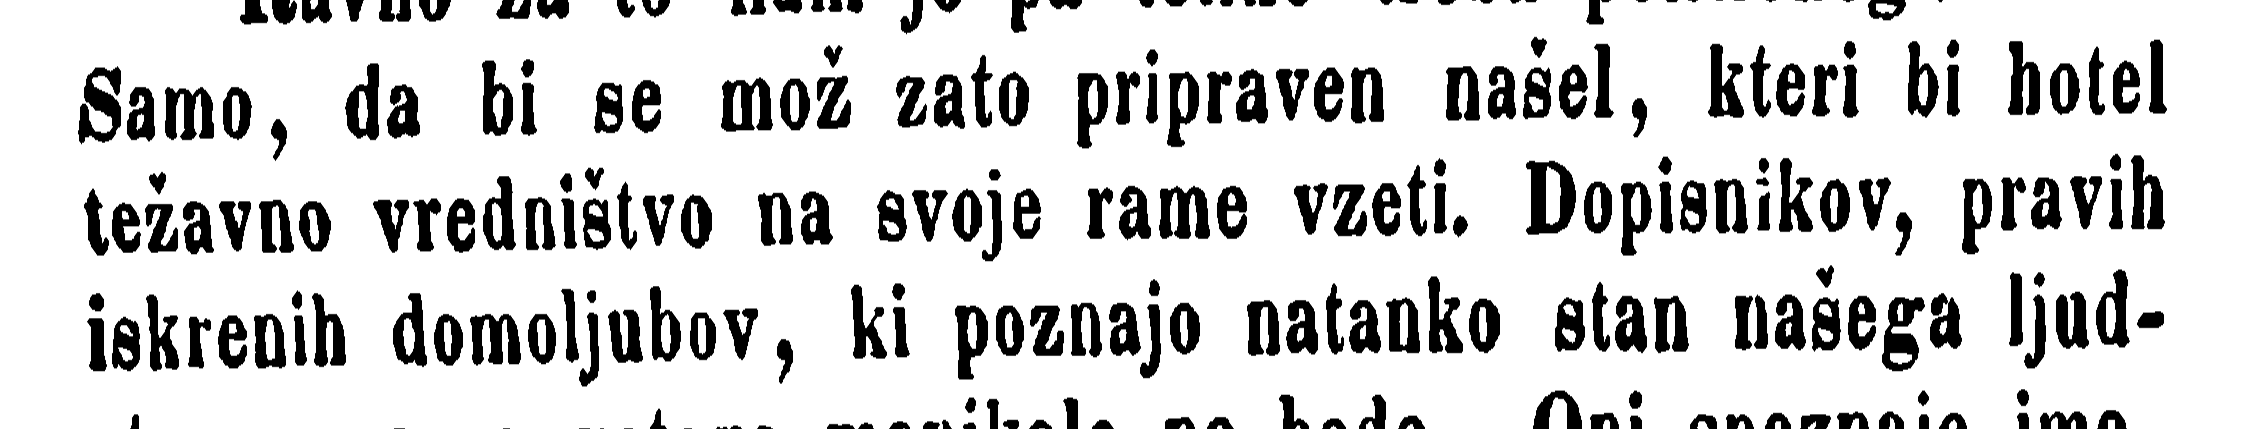 Samo, da bi se mož zato pripraven našel, kteri bi hotel
težavno vredništvo na svoje rame vzeti. Dopisnikov, pravih
iskrenih domoljubov, ki poznajo natanko stan našega ljud-